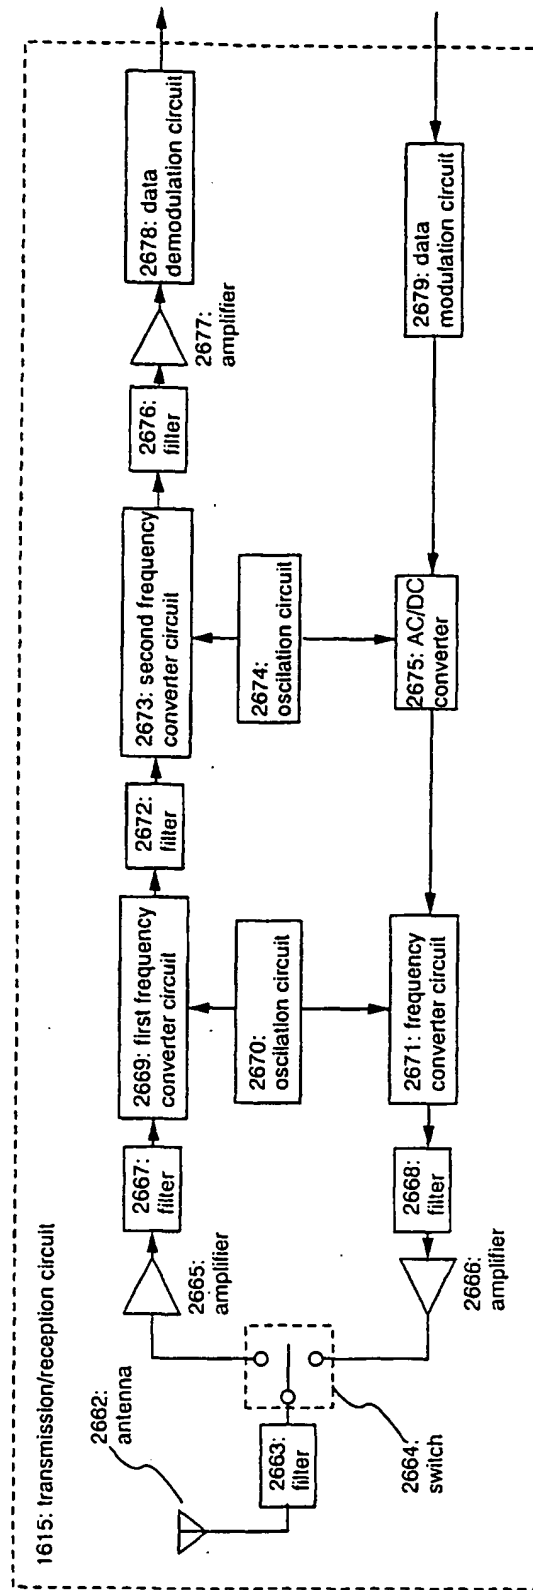 1615: transmission/reception circuit
2662:
antenna
2663:
filter
2664:
switch
2665:
amplifier
2667:
filter
2669: first frequency
converter circuit
2672:
filter
2673: second frequency
converter circuit
2676:
filter
2677:
amplifier
2678: data
demodulation circuit
2670:
oscilation circuit
2674:
oscilation circuit
2666:
amplifier
2668:
filter
2671: frequency
converter circuit
2675: AC/DC
converter
2679: data
modulation circuit